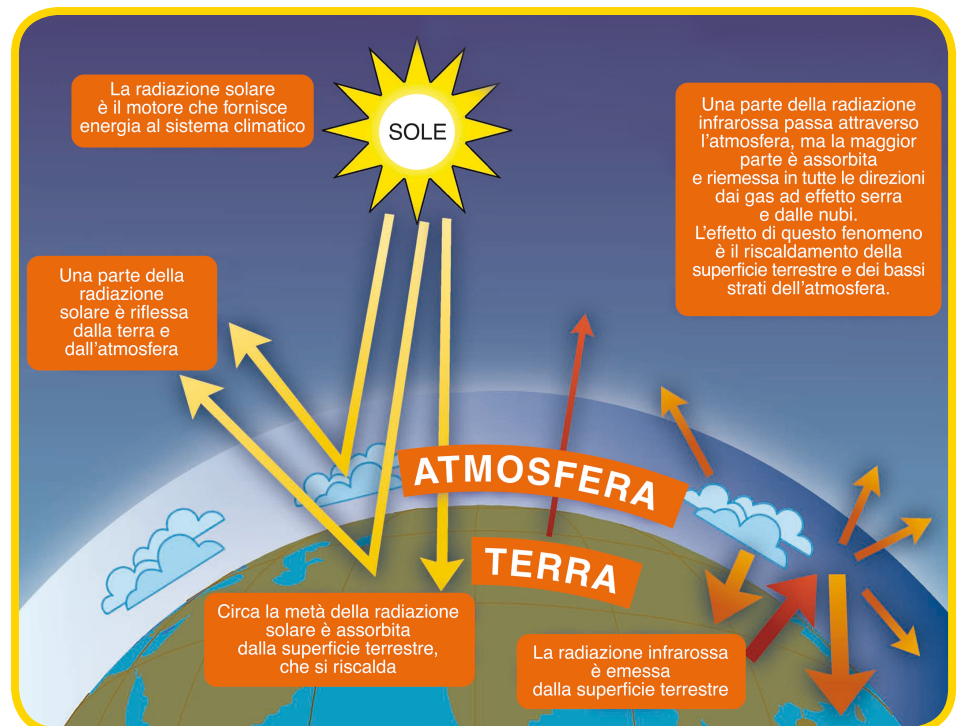 La radiazione solare
è il motore che fornisce
energia al sistema climatico
SOLE
Una parte della radiazione
infrarossa passa attraverso
l'atmosfera, ma la maggior
parte è assorbita
e riemessa in tutte le direzioni
dai gas ad effetto serra
e dalle nubi.
L'effetto di questo fenomeno
è il riscaldamento della
superficie terrestre e dei bassi
strati dell'atmosfera.
Una parte della
radiazione
solare è riflessa
dalla terra e
dall'atmosfera
ATMOSFERA
TERRA
Circa la metà della radiazione
solare è assorbita
dalla superficie terrestre,
che si riscalda
La radiazione infrarossa
è emessa
dalla superficie terrestre